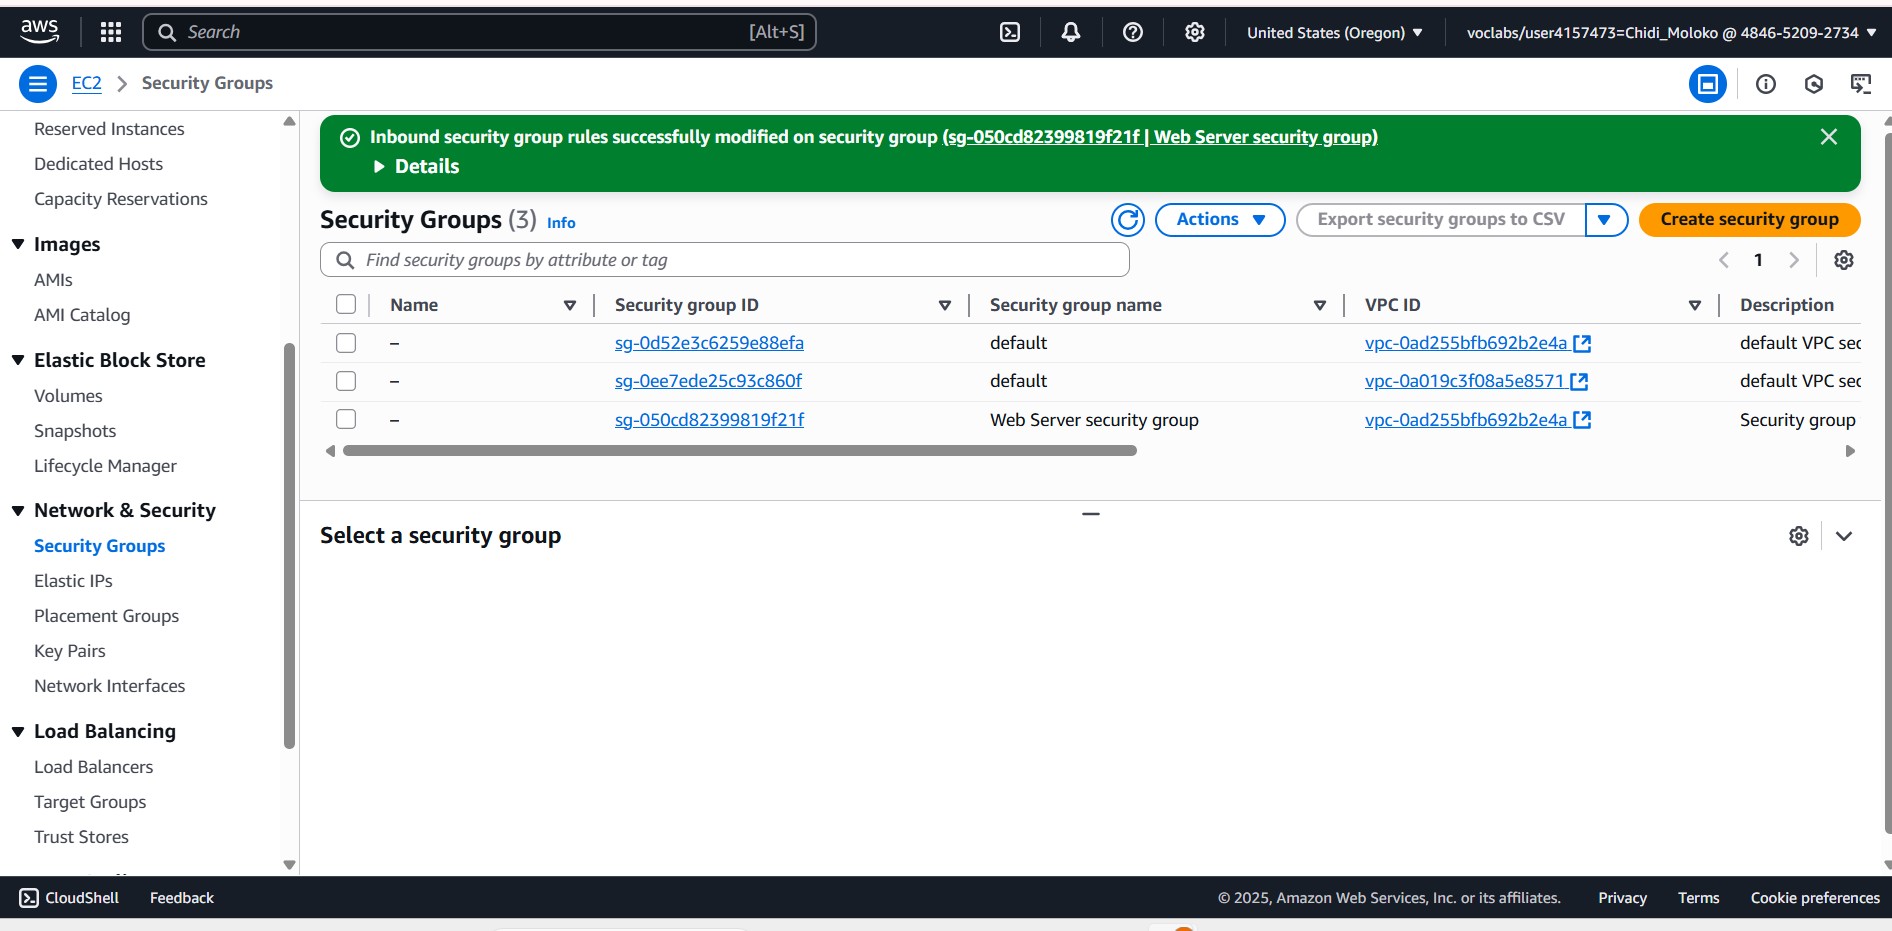 aws
Search [Alt+S]
United States (Oregon)
voclabs/user4157473=Chidi_Moloko @ 4846-5209-2734
EC2 Security Groups
Reserved Instances
Dedicated Hosts
Capacity Reservations
Images
AMIs
AMI Catalog
Elastic Block Store
Volumes
Snapshots
Lifecycle Manager
Network & Security
Security Groups
Elastic IPs
Placement Groups
Key Pairs
Network Interfaces
Load Balancing
Load Balancers
Target Groups
Trust Stores
Inbound security group rules successfully modified on security group (sg-050cd82399819f21f | Web Server security group)
Details
Security Groups (3) Info
Actions
Export security groups to CSV
Create security group
Find security groups by attribute or tag
1
Name Security group ID Security group name VPC ID Description
– sg-0d52e3c6259e88efa default vpc-0ad255bfb692b2e4a default VPC sec
– sg-0ee7ede25c93c860f default vpc-0a019c3f08a5e8571 default VPC sec
– sg-050cd82399819f21f Web Server security group vpc-0ad255bfb692b2e4a Security group
Select a security group
CloudShell Feedback
© 2025, Amazon Web Services, Inc. or its affiliates. Privacy Terms Cookie preferences